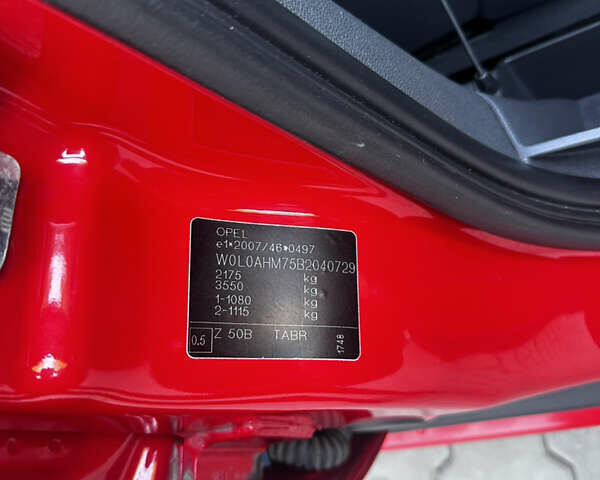 OPEL
e1*2007/46*0497
W0L0AHM75B2040729
2175 kg
3550 kg
1-1080 kg
2-1115 kg
0.5 Z 50B TABR 1748